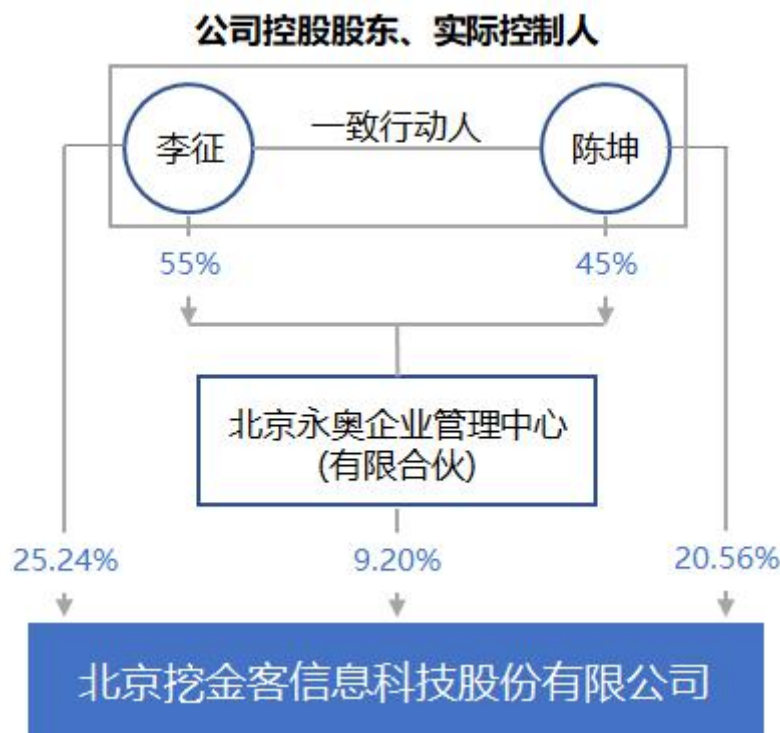 公司控股股东、实际控制人
李征
一致行动人
陈坤
55%
45%
北京永奥企业管理中心
(有限合伙)
25.24%
9.20%
20.56%
北京挖金客信息科技股份有限公司